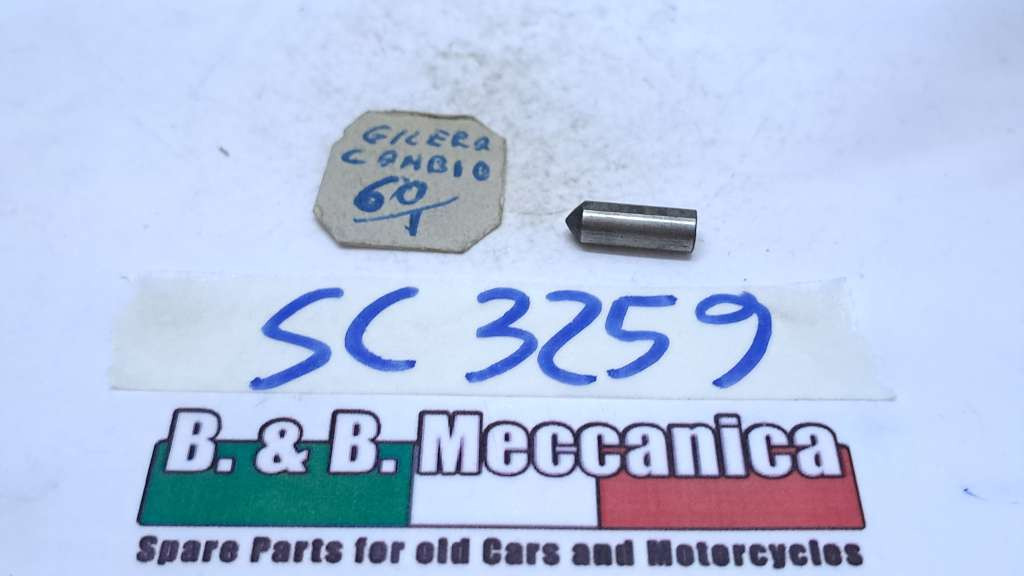 GILERA
CAMBIO
60/1
SC 3259
B. & B. Meccanica
Spare Parts for old Cars and Motorcycles